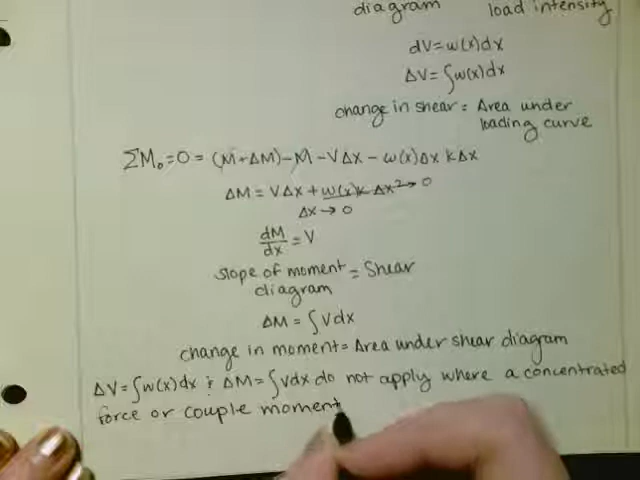 diagram load intensity
dV = w(x)dx
ΔV = ∫w(x)dx
change in shear = Area under
loading curve
ΣM₀ = 0 = (M + ΔM) - M - VΔx - w(x)Δx kΔx
ΔM = VΔx + w(x)k Δx² → 0
Δx → 0
dM/dx = V
slope of moment = Shear
diagram
ΔM = ∫Vdx
change in moment = Area under shear diagram
ΔV = ∫w(x)dx & ΔM = ∫Vdx do not apply where a concentrated
force or couple moment